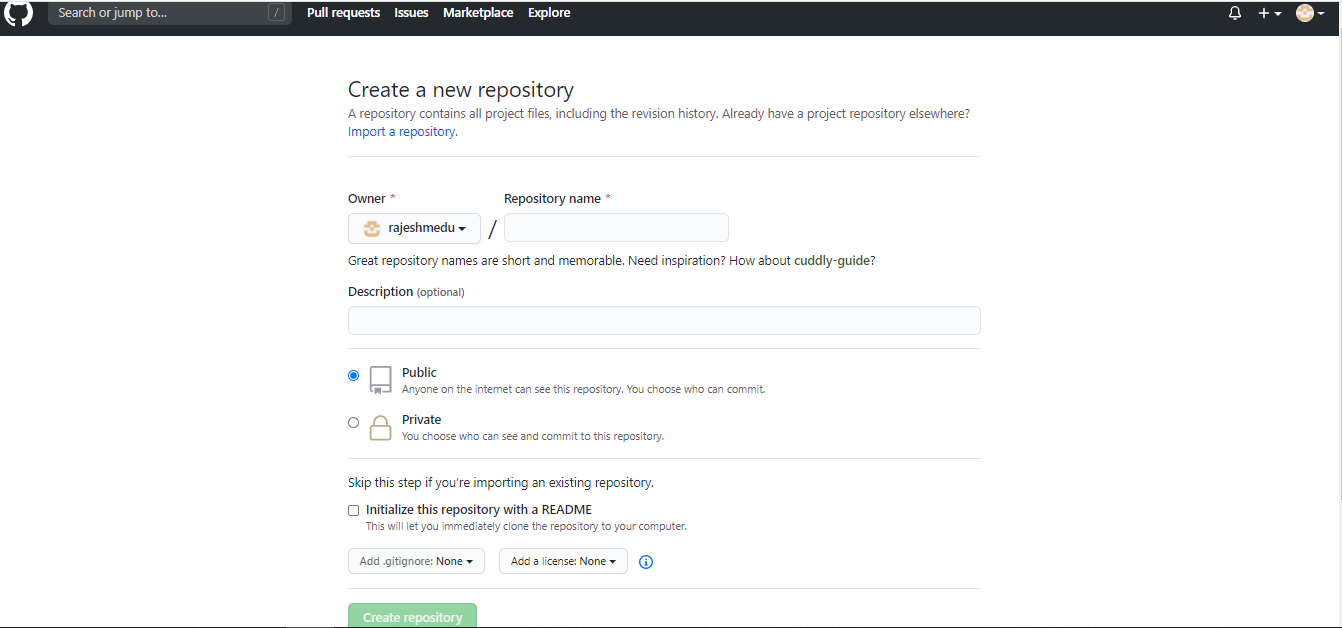 Search or jump to... /
Pull requests Issues Marketplace Explore
Create a new repository
A repository contains all project files, including the revision history. Already have a project repository elsewhere?
Import a repository.
Owner * Repository name *
rajeshmedu /
Great repository names are short and memorable. Need inspiration? How about cuddly-guide?
Description (optional)
Public
Anyone on the internet can see this repository. You choose who can commit.
Private
You choose who can see and commit to this repository.
Skip this step if you're importing an existing repository.
Initialize this repository with a README
This will let you immediately clone the repository to your computer.
Add .gitignore: None Add a license: None
Create repository